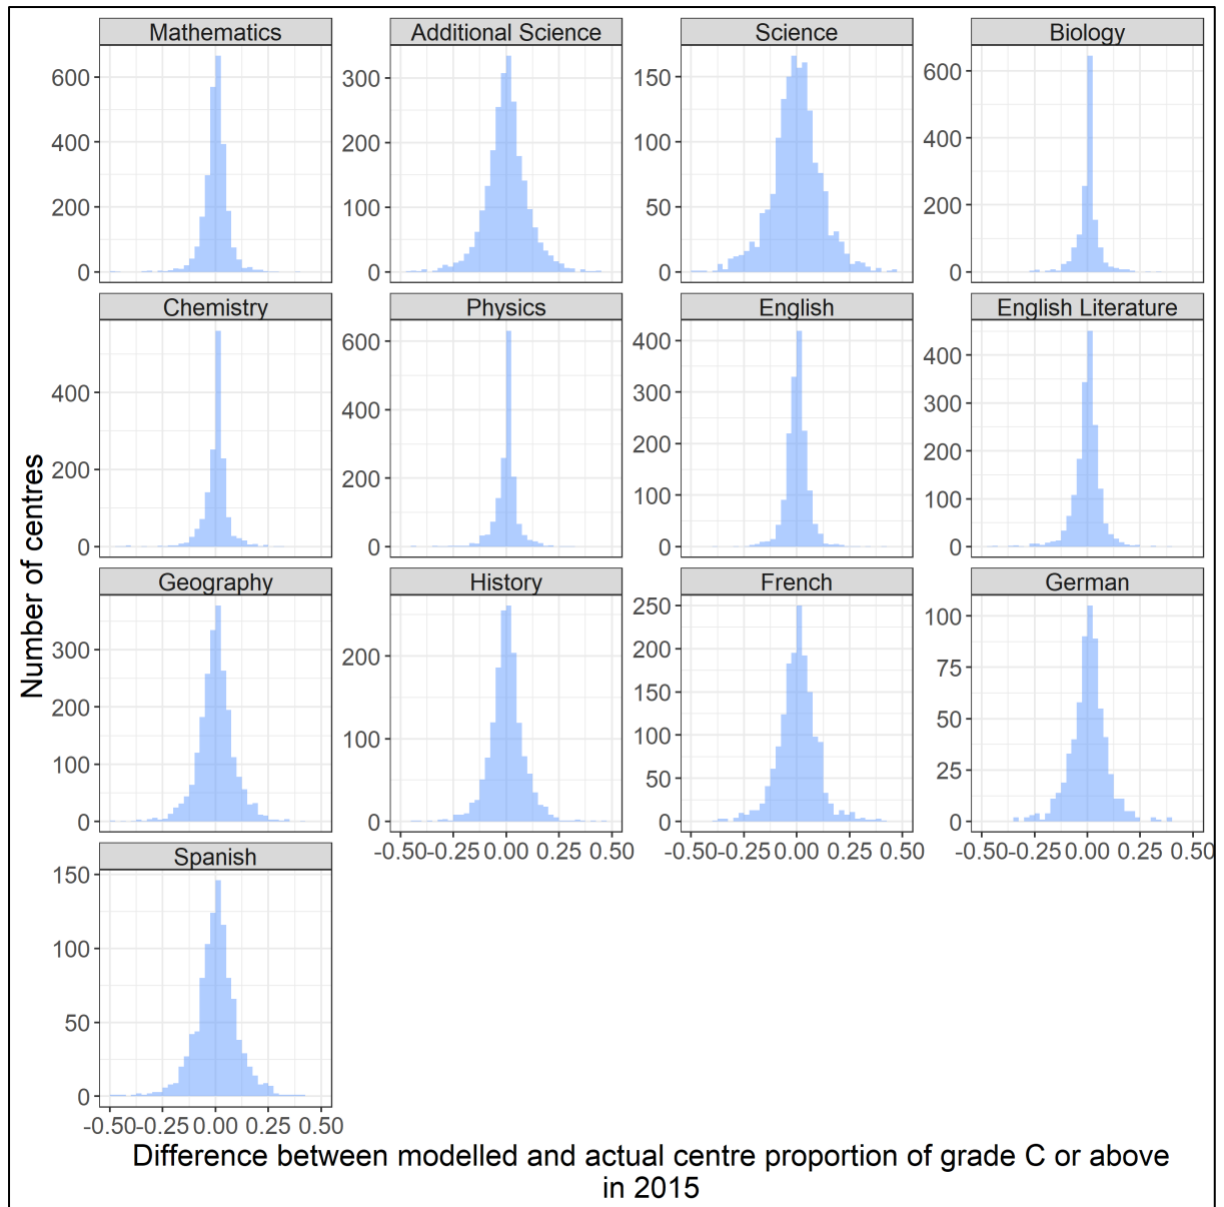 Mathematics
Additional Science
Science
Biology
600
400
200
0
300
200
100
0
150
100
50
0
600
400
200
0
Chemistry
Physics
English
English Literature
400
200
0
600
400
200
0
400
300
200
100
0
400
300
200
100
0
Geography
History
French
German
300
200
100
0
200
100
0
250
200
150
100
50
0
100
75
50
25
0
-0.50 -0.25 0.00 0.25 0.50
-0.50 -0.25 0.00 0.25 0.50
-0.50 -0.25 0.00 0.25 0.50
Spanish
150
100
50
0
-0.50 -0.25 0.00 0.25 0.50
Number of centres
Difference between modelled and actual centre proportion of grade C or above
in 2015